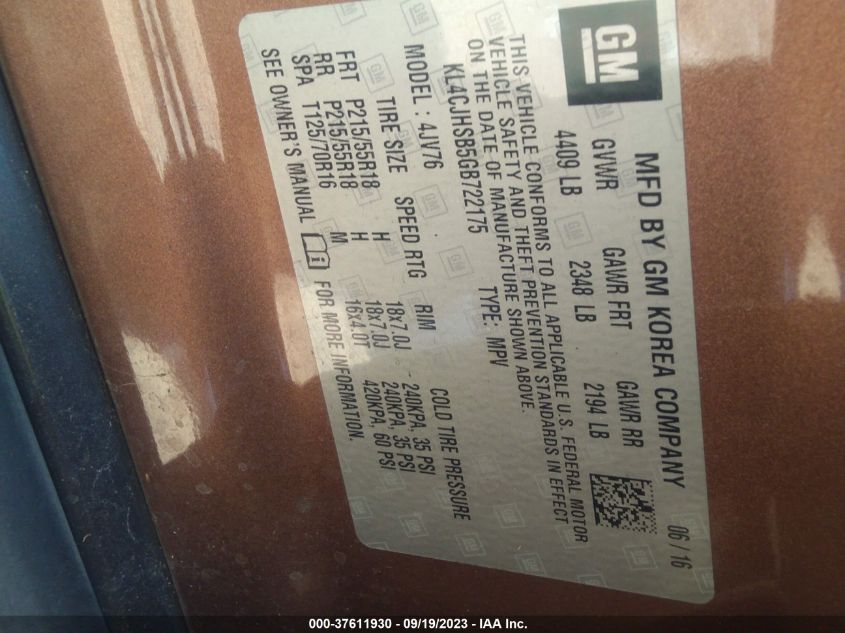 GM
MFD BY GM KOREA COMPANY 06/16
GVWR GAWR FRT GAWR RR
4409 LB 2348 LB 2194 LB
THIS VEHICLE CONFORMS TO ALL APPLICABLE U.S. FEDERAL MOTOR
VEHICLE SAFETY AND THEFT PREVENTION STANDARDS IN EFFECT
ON THE DATE OF MANUFACTURE SHOWN ABOVE.
KL4CJHSB5GB722175 TYPE: MPV
MODEL: 4JV76
TIRE SIZE SPEED RTG RIM COLD TIRE PRESSURE
FRT P215/55R18 H 18x7.0J 240KPA, 35 PSI
RR P215/55R18 H 18x7.0J 240KPA, 35 PSI
SPA T125/70R16 M 16x4.0T 420KPA, 60 PSI
SEE OWNER'S MANUAL FOR MORE INFORMATION.
000-37611930 - 09/19/2023 - IAA Inc.